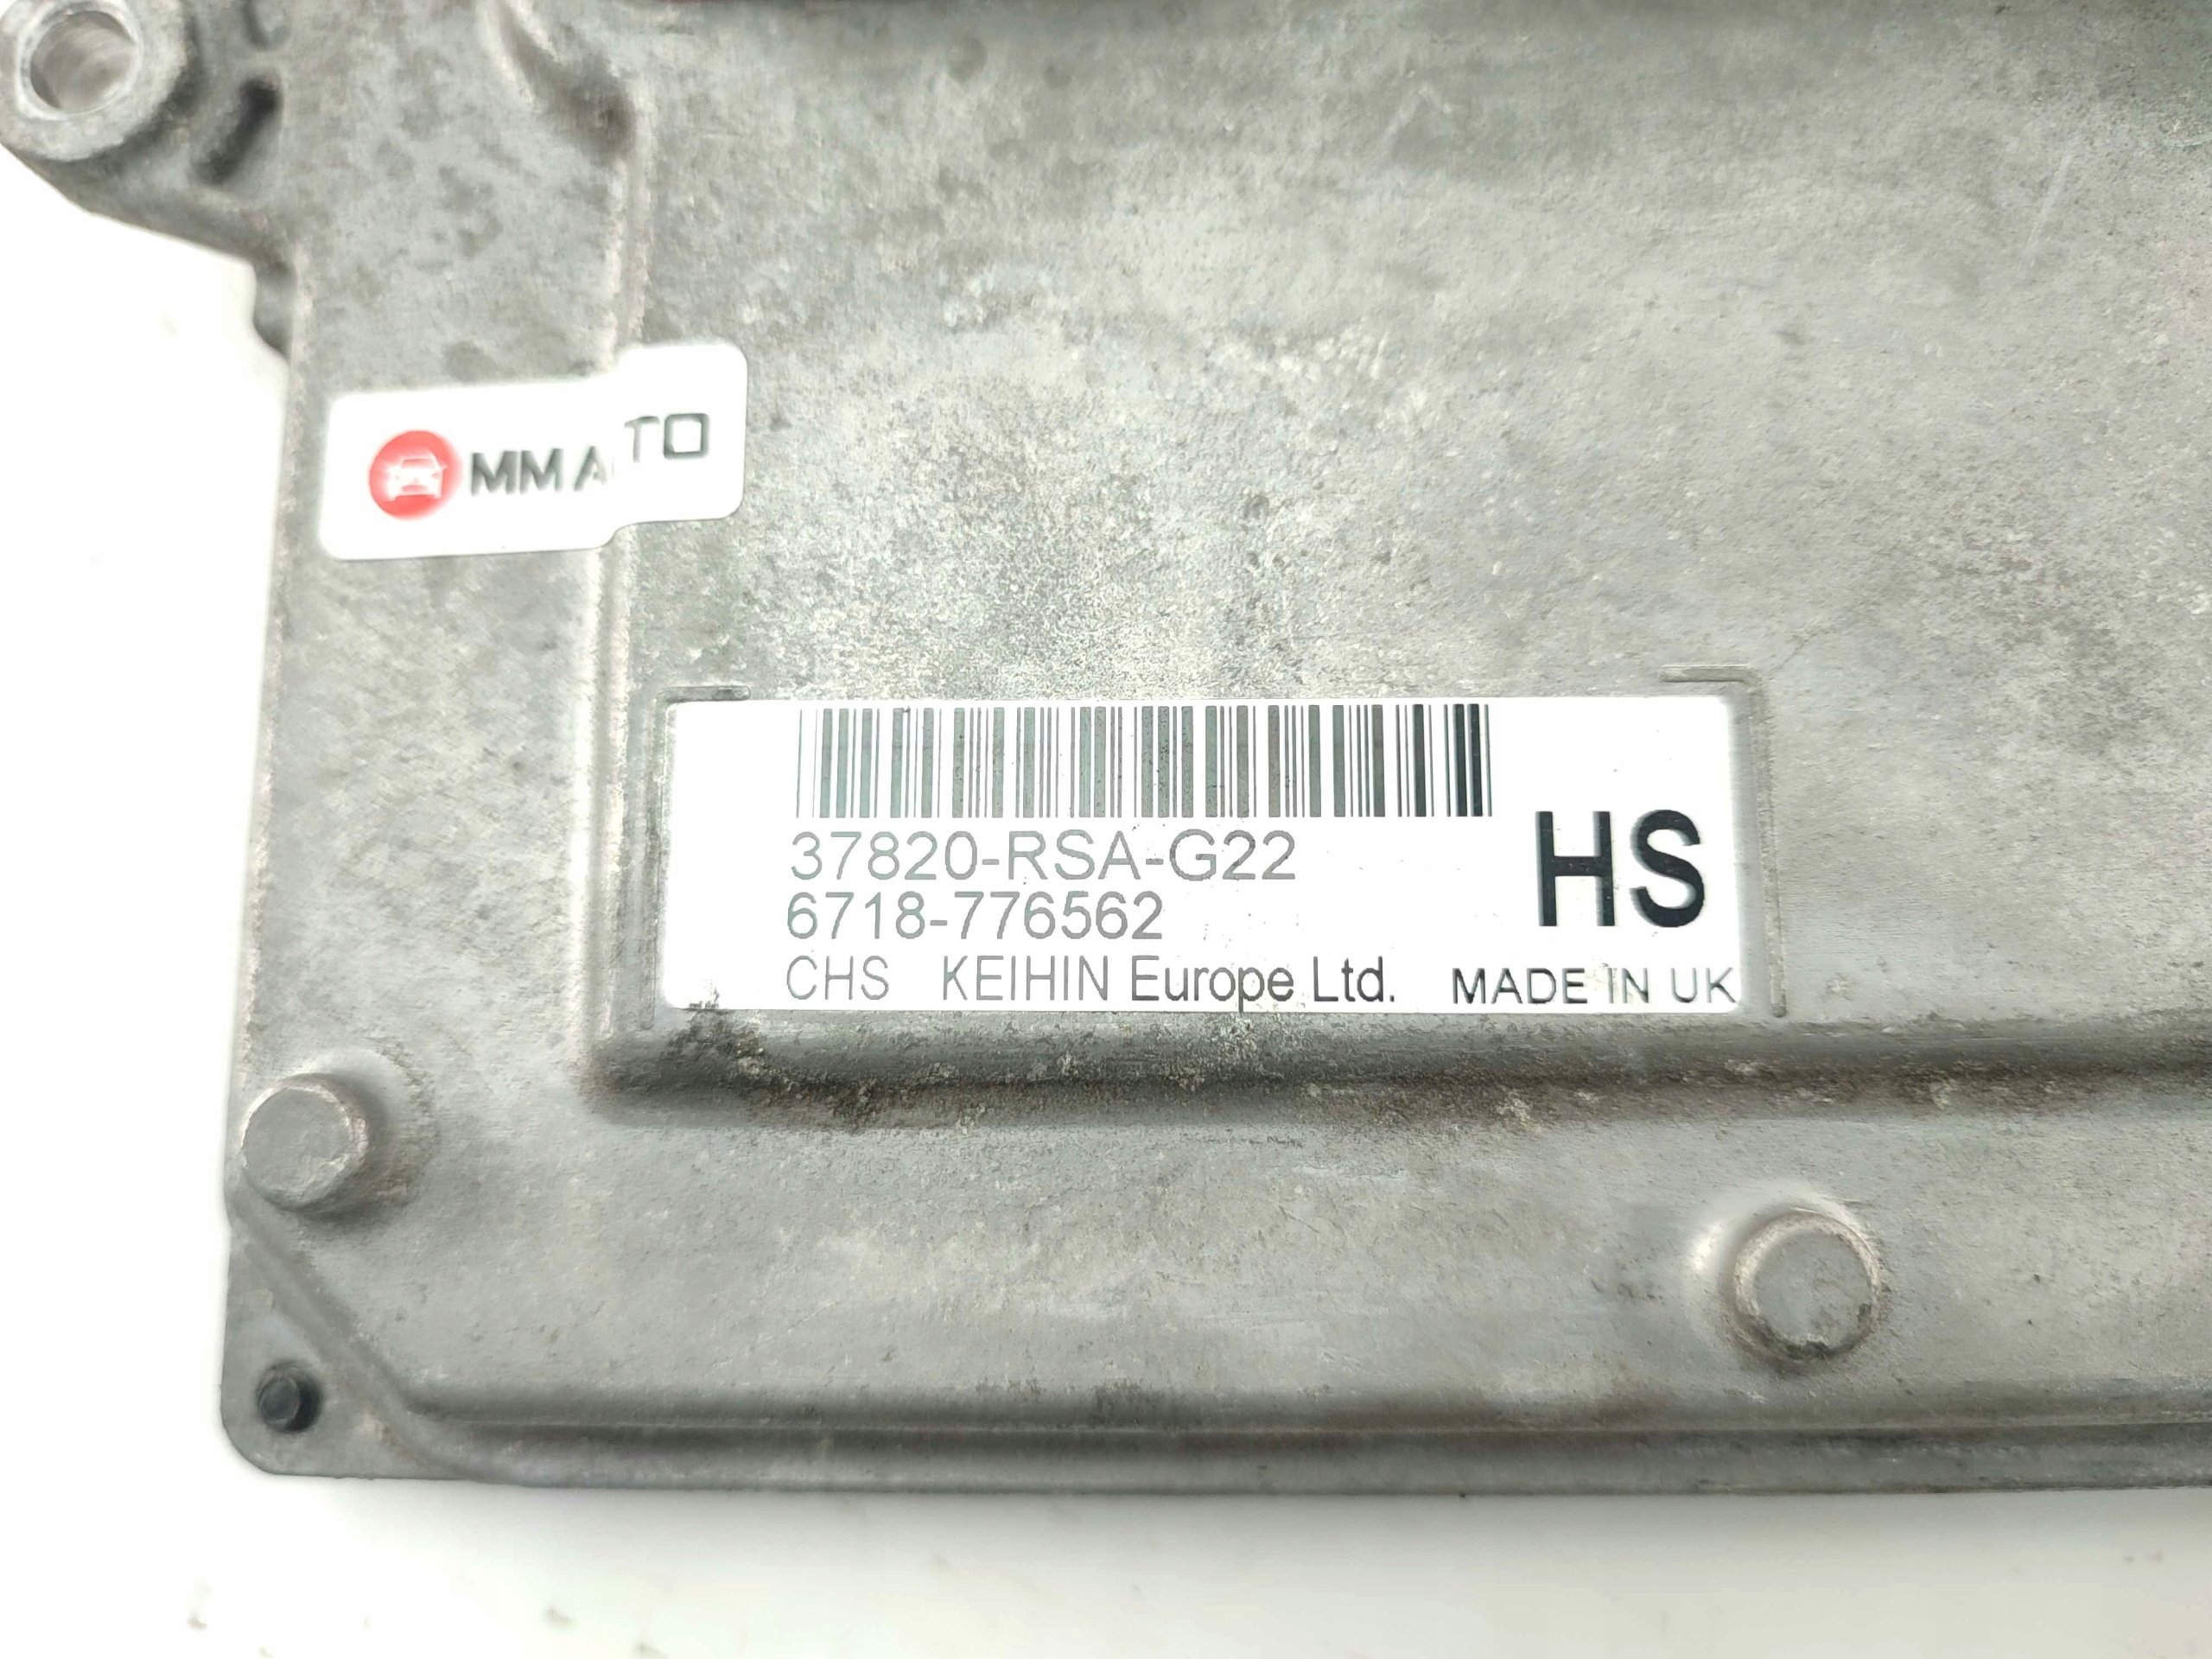 MMAUTO
37820-RSA-G22
6718-776562
HS
CHS KEIHIN Europe Ltd. MADE IN UK